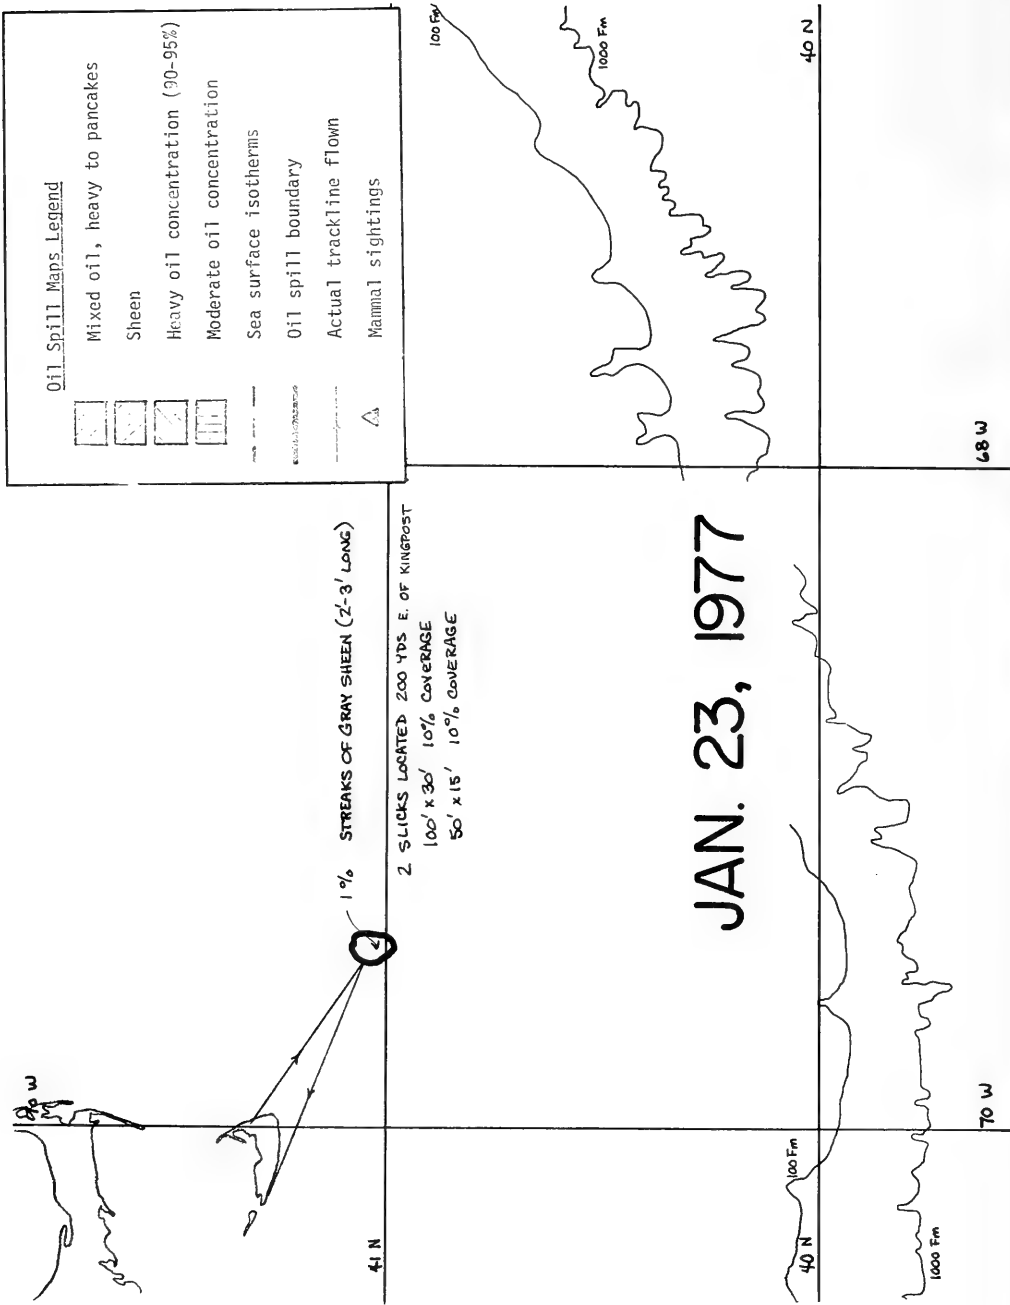 Oil Spill Maps Legend
Mixed oil, heavy to pancakes
Sheen
Heavy oil concentration (90-95%)
Moderate oil concentration
Sea surface isotherms
Oil spill boundary
Actual trackline flown
Mammal sightings
70 W
41 N
1% STREAKS OF GRAY SHEEN (2'-3' LONG)
2 SLICKS LOCATED 200 YDS E. OF KINGPOST
100' x 30' 10% COVERAGE
50' x 15' 10% COVERAGE
100 Fm
1000 Fm
40 N
JAN. 23, 1977
100 Fm
40 N
1000 Fm
70 W
68 W